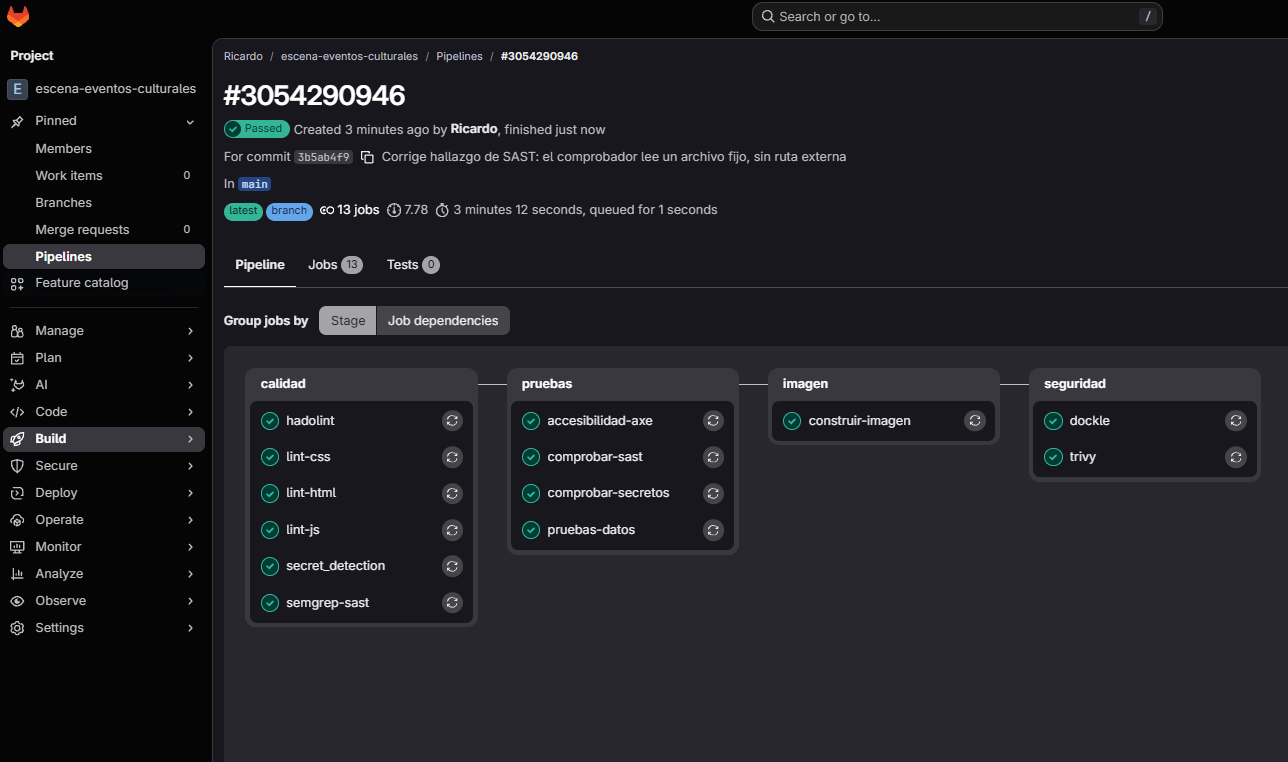 Search or go to...
/
Project
E
escena-eventos-culturales
Pinned
Members
Work items 0
Branches
Merge requests 0
Pipelines
Feature catalog
Manage
Plan
AI
Code
Build
Secure
Deploy
Operate
Monitor
Analyze
Observe
Settings
Ricardo / escena-eventos-culturales / Pipelines / #3054290946
#3054290946
Passed Created 3 minutes ago by Ricardo, finished just now
For commit 3b5ab4f9 Corrige hallazgo de SAST: el comprobador lee un archivo fijo, sin ruta externa
In main
latest branch 13 jobs 7.78 3 minutes 12 seconds, queued for 1 seconds
Pipeline Jobs 13 Tests 0
Group jobs by Stage Job dependencies
calidad
hadolint
lint-css
lint-html
lint-js
secret_detection
semgrep-sast
pruebas
accesibilidad-axe
comprobar-sast
comprobar-secretos
pruebas-datos
imagen
construir-imagen
seguridad
dockle
trivy